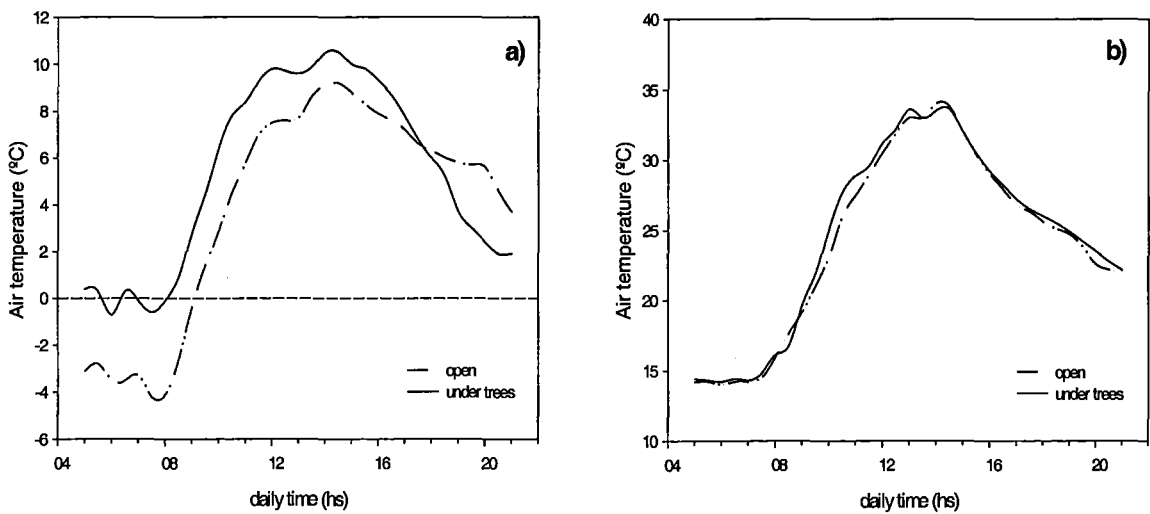 12
10
8
6
4
2
0
-2
-4
-6
04
08
12
16
20
Air temperature (ºC)
daily time (hs)
a)
open
under trees
40
35
30
25
20
15
10
04
08
12
16
20
Air temperature (ºC)
daily time (hs)
b)
open
under trees